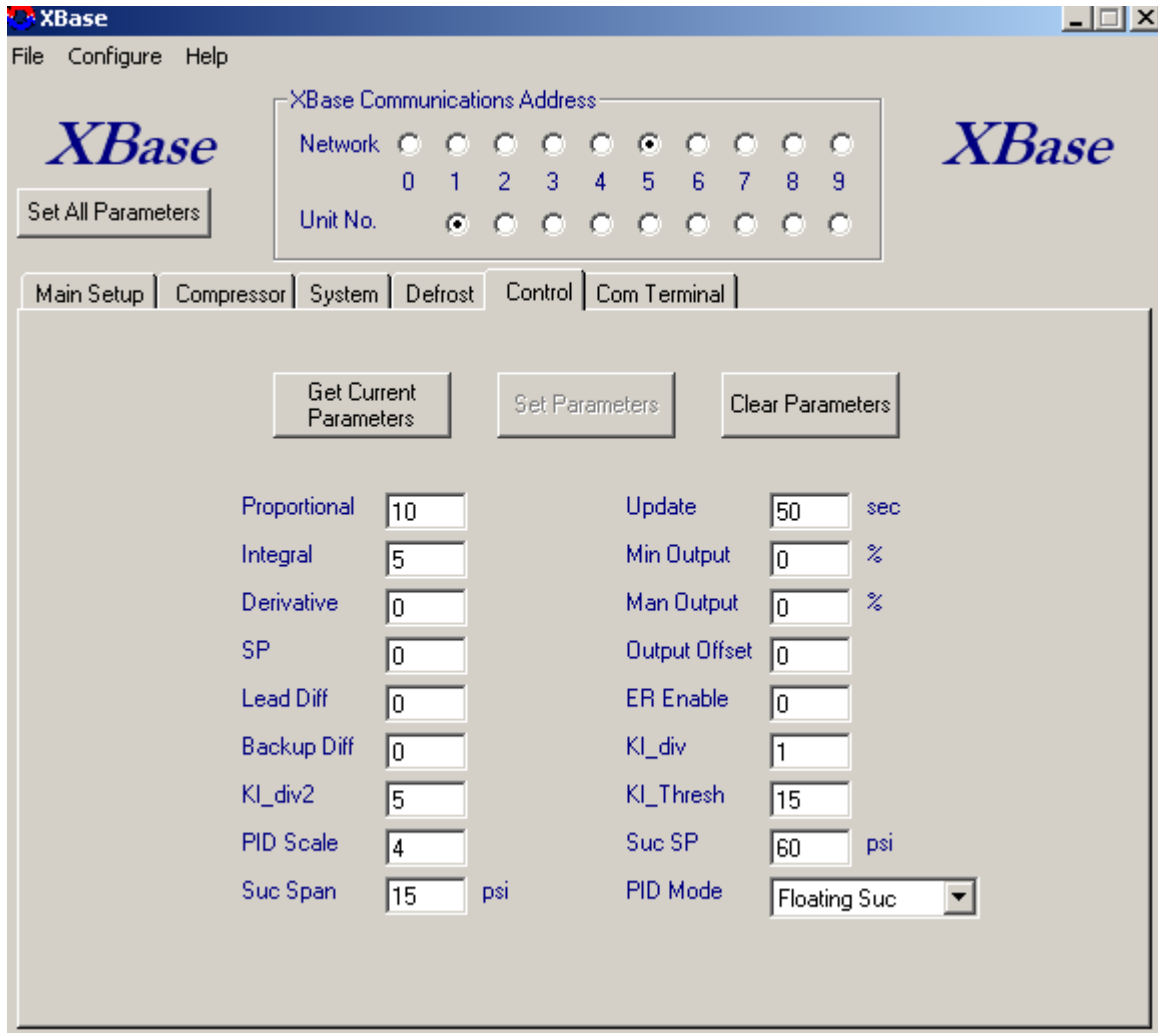 XBase
File Configure Help
XBase Communications Address
XBase
XBase
Network
0 1 2 3 4 5 6 7 8 9
Set All Parameters
Unit No.
Main Setup Compressor System Defrost Control Com Terminal
Get Current
Parameters
Set Parameters
Clear Parameters
Proportional 10 Update 50 sec
Integral 5 Min Output 0 %
Derivative 0 Man Output 0 %
SP 0 Output Offset 0
Lead Diff 0 ER Enable 0
Backup Diff 0 KI_div 1
KI_div2 5 KI_Thresh 15
PID Scale 4 Suc SP 60 psi
Suc Span 15 psi PID Mode Floating Suc